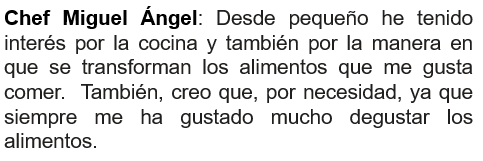 Chef Miguel Ángel: Desde pequeño he tenido
interés por la cocina y también por la manera en
que se transforman los alimentos que me gusta
comer. También, creo que, por necesidad, ya que
siempre me ha gustado mucho degustar los
alimentos.